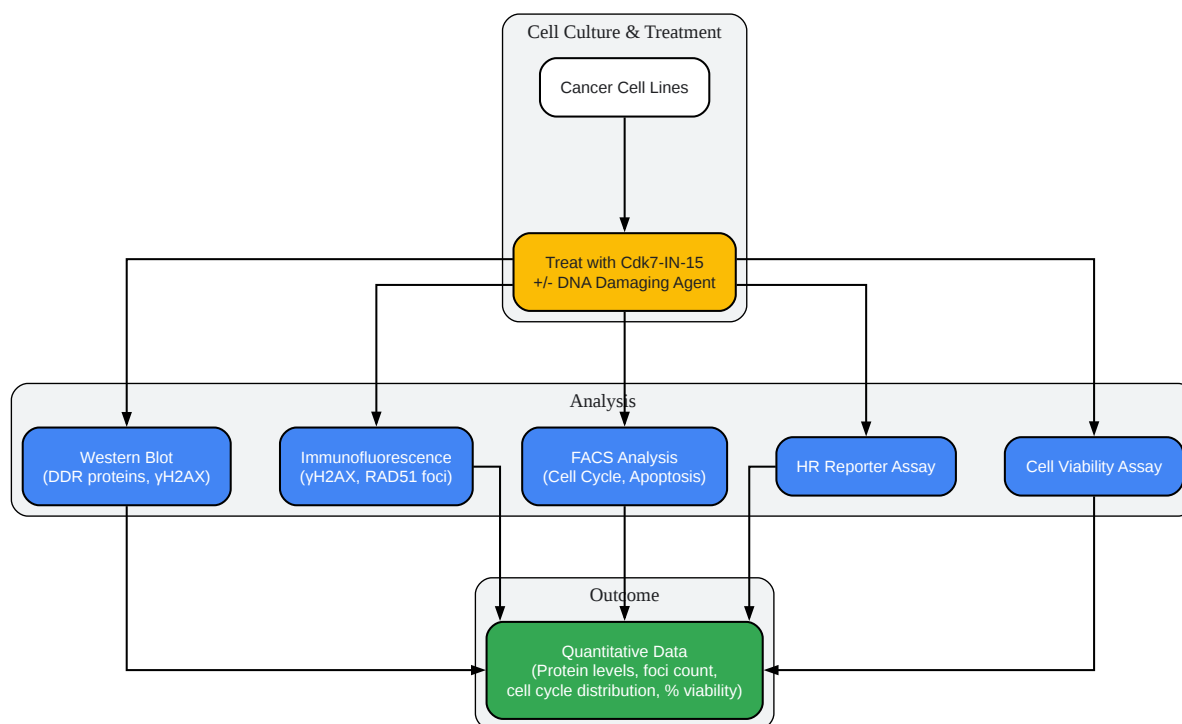 Cell Culture & Treatment
Cancer Cell Lines
Treat with Cdk7-IN-15
+/- DNA Damaging Agent
Analysis
Western Blot
(DDR proteins, γH2AX)
Immunofluorescence
(γH2AX, RAD51 foci)
FACS Analysis
(Cell Cycle, Apoptosis)
HR Reporter Assay
Cell Viability Assay
Outcome
Quantitative Data
(Protein levels, foci count,
cell cycle distribution, % viability)